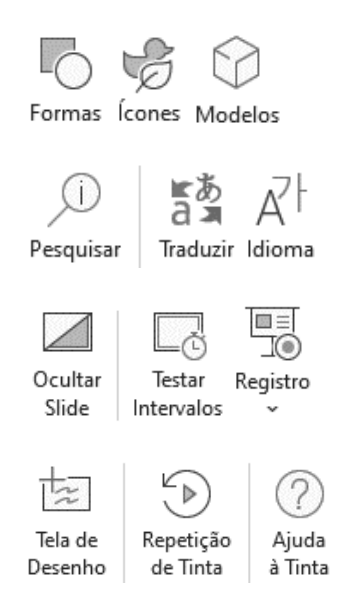 Formas Ícones Modelos
Pesquisar Traduzir Idioma
Ocultar Slide Testar Intervalos Registro
Tela de Desenho Repetição de Tinta Ajuda à Tinta